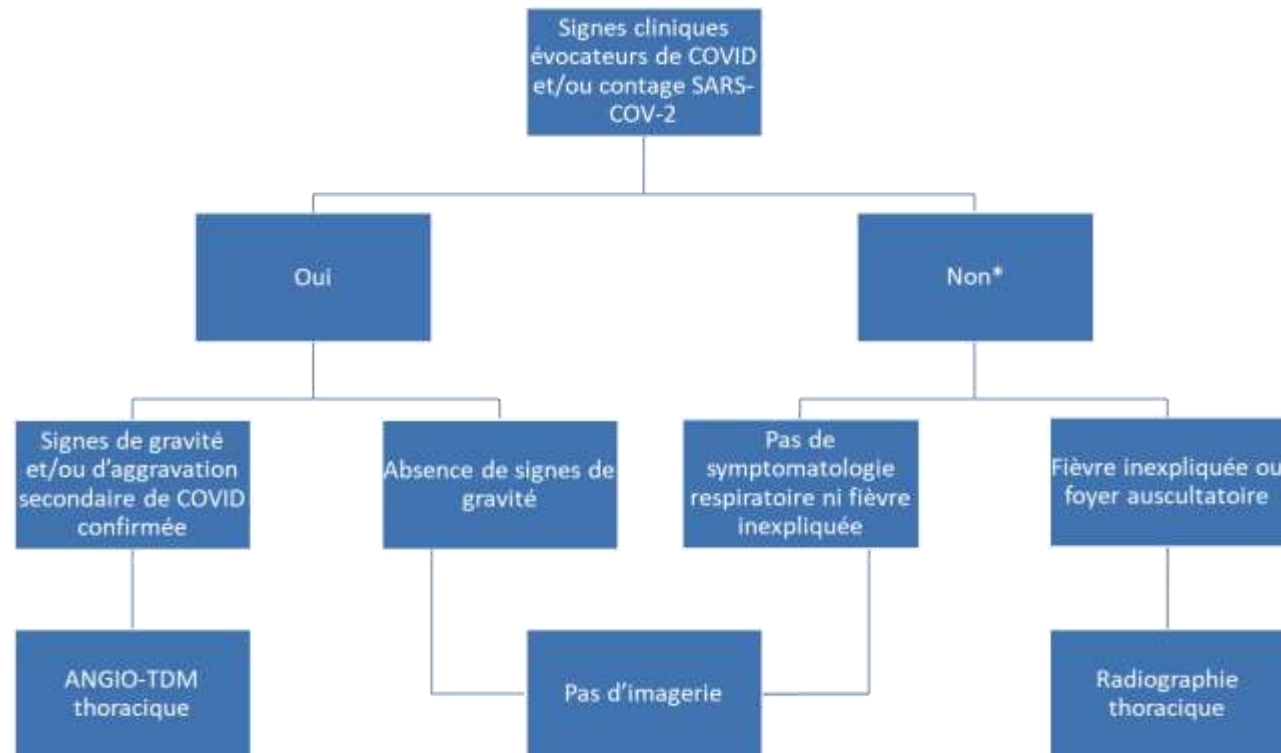 Signes cliniques
évocateurs de COVID
et/ou contage SARS-
COV-2
Oui
Non*
Signes de gravité
et/ou d'aggravation
secondaire de COVID
confirmée
Absence de signes de
gravité
Pas de
symptomatologie
respiratoire ni fièvre
inexpliquée
Fièvre inexpliquée ou
foyer auscultatoire
ANGIO-TDM
thoracique
Pas d'imagerie
Radiographie
thoracique